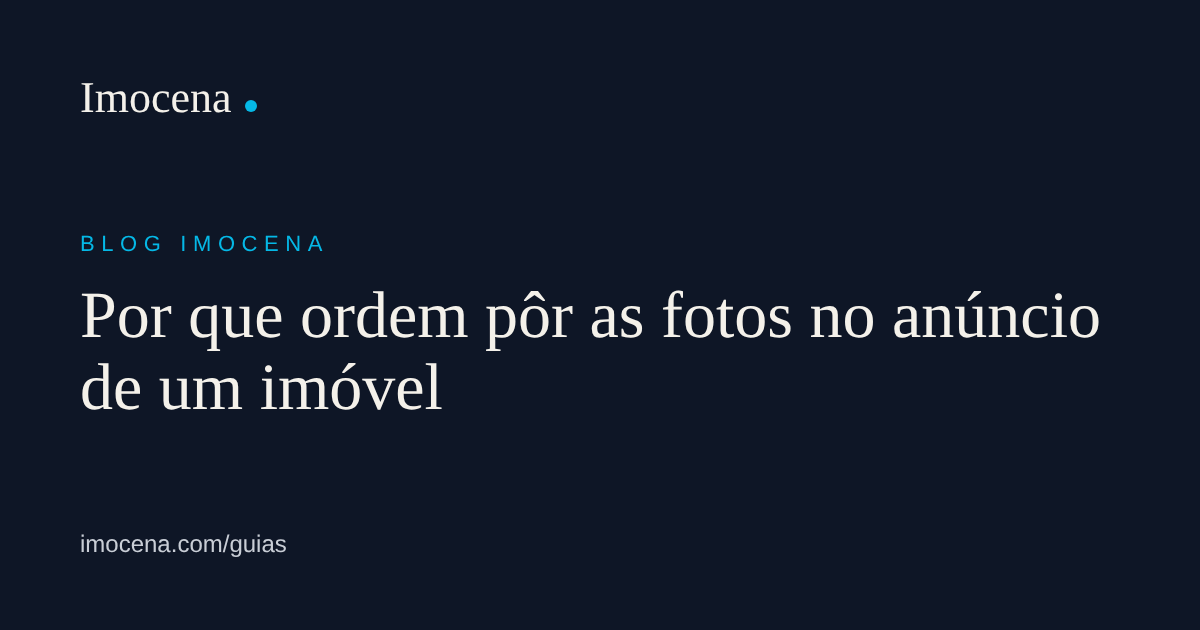 Imocena
BLOG IMOCENA
Por que ordem pôr as fotos no anúncio
de um imóvel
imocena.com/guias